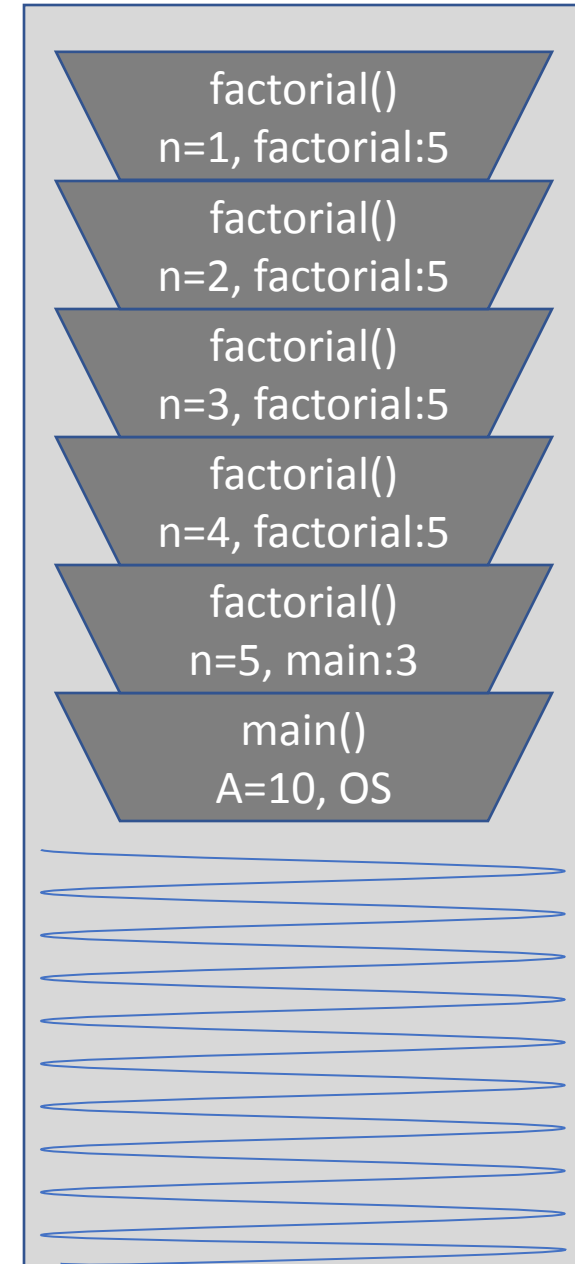 factorial()
n=1, factorial:5
factorial()
n=2, factorial:5
factorial()
n=3, factorial:5
factorial()
n=4, factorial:5
factorial()
n=5, main:3
main()
A=10, OS